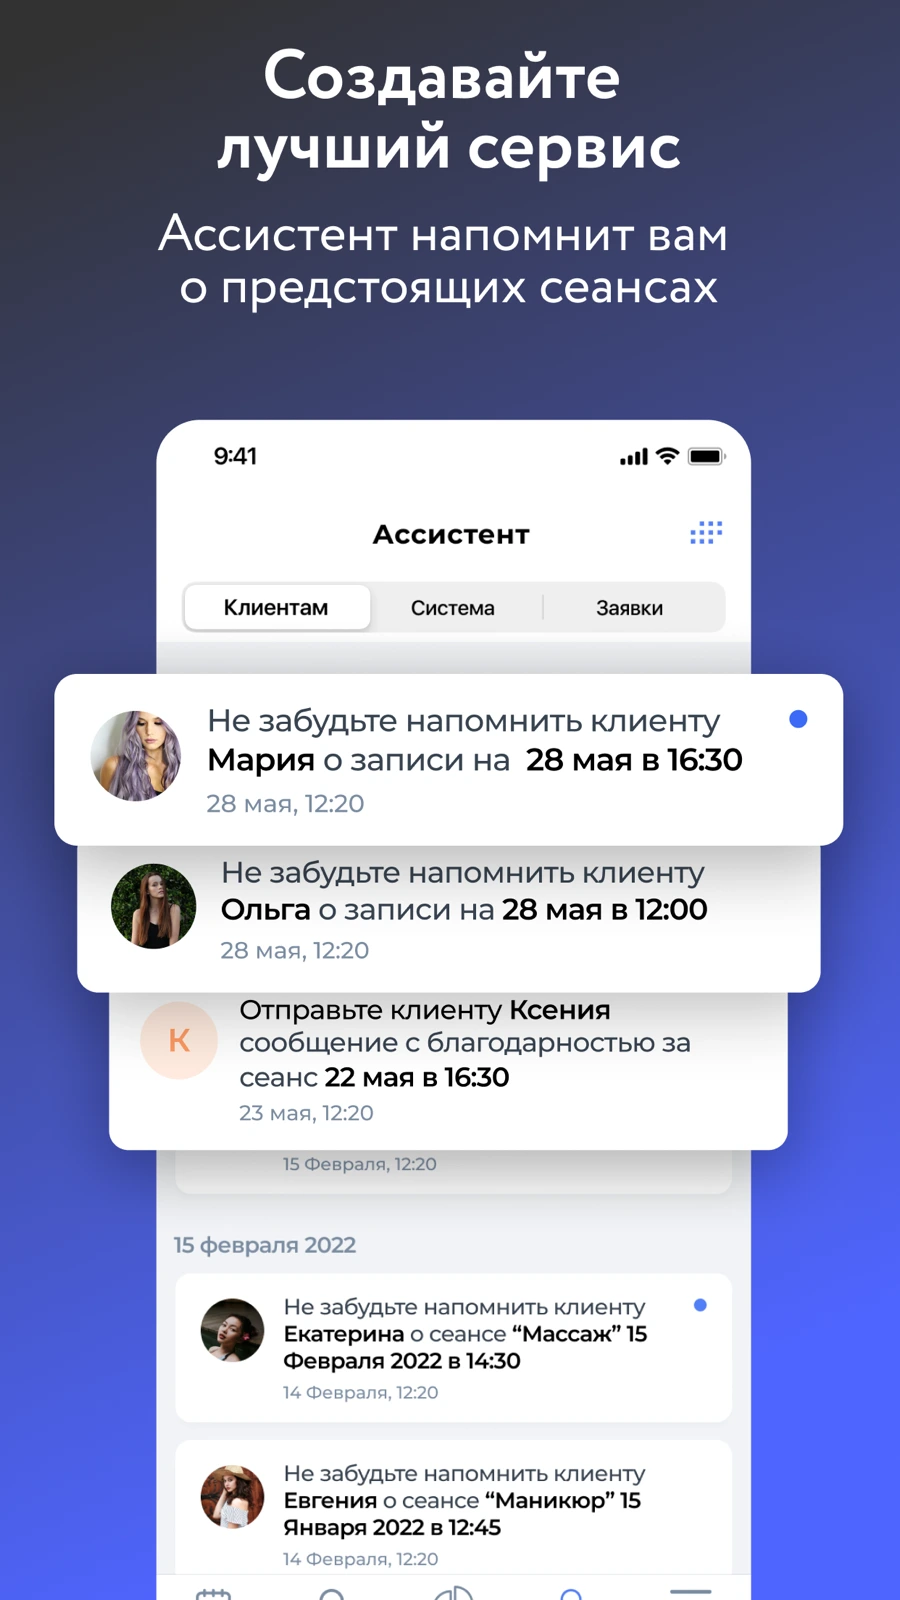 Создавайте
лучший сервис
Ассистент напомнит вам
о предстоящих сеансах
9:41
Ассистент
Клиентам
Система
Заявки
Не забудьте напомнить клиенту
Мария о записи на 28 мая в 16:30
28 мая, 12:20
Не забудьте напомнить клиенту
Ольга о записи на 28 мая в 12:00
28 мая, 12:20
К
Отправьте клиенту Ксения
сообщение с благодарностью за
сеанс 22 мая в 16:30
23 мая, 12:20
15 Февраля, 12:20
15 февраля 2022
Не забудьте напомнить клиенту
Екатерина о сеансе “Массаж” 15
Февраля 2022 в 14:30
14 Февраля, 12:20
Не забудьте напомнить клиенту
Евгения о сеансе “Маникюр” 15
Января 2022 в 12:45
14 Февраля, 12:20